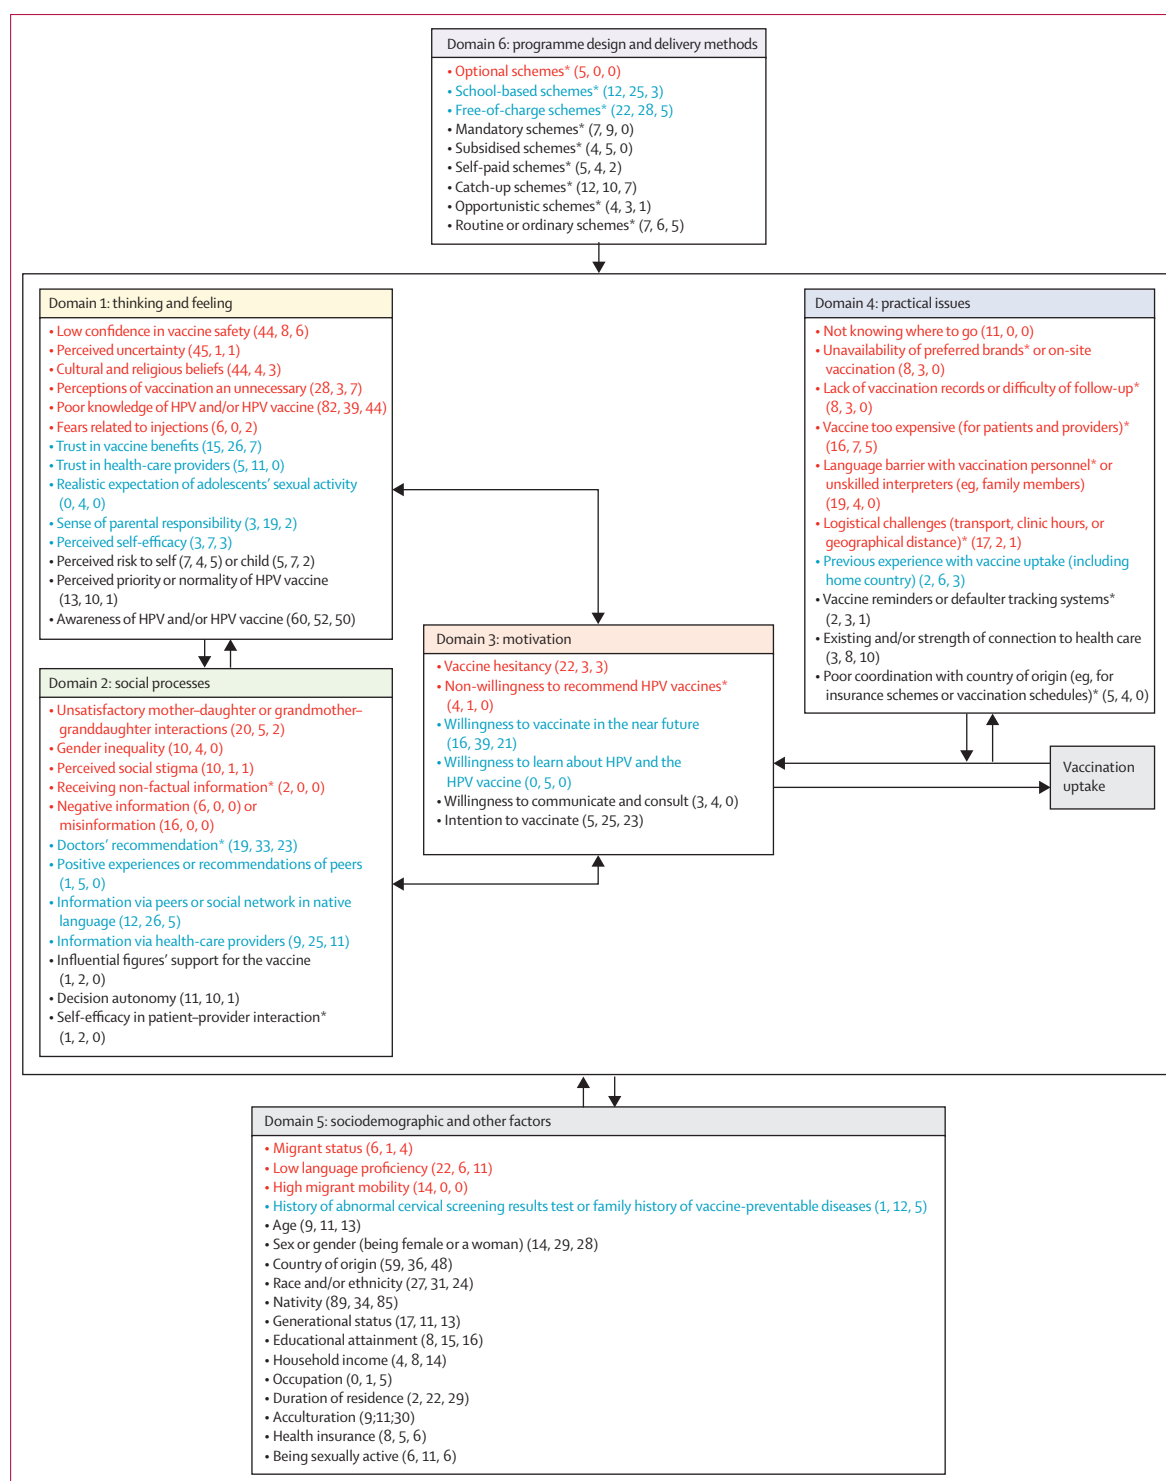 Domain 6: programme design and delivery methods
• Optional schemes* (5, 0, 0)
• School-based schemes* (12, 25, 3)
• Free-of-charge schemes* (22, 28, 5)
• Mandatory schemes* (7, 9, 0)
• Subsidised schemes* (4, 5, 0)
• Self-paid schemes* (5, 4, 2)
• Catch-up schemes* (12, 10, 7)
• Opportunistic schemes* (4, 3, 1)
• Routine or ordinary schemes* (7, 6, 5)
Domain 1: thinking and feeling
• Low confidence in vaccine safety (44, 8, 6)
• Perceived uncertainty (45, 1, 1)
• Cultural and religious beliefs (44, 4, 3)
• Perceptions of vaccination an unnecessary (28, 3, 7)
• Poor knowledge of HPV and/or HPV vaccine (82, 39, 44)
• Fears related to injections (6, 0, 2)
• Trust in vaccine benefits (15, 26, 7)
• Trust in health-care providers (5, 11, 0)
• Realistic expectation of adolescents' sexual activity
(0, 4, 0)
• Sense of parental responsibility (3, 19, 2)
• Perceived self-efficacy (3, 7, 3)
• Perceived risk to self (7, 4, 5) or child (5, 7, 2)
• Perceived priority or normality of HPV vaccine
(13, 10, 1)
• Awareness of HPV and/or HPV vaccine (60, 52, 50)
Domain 2: social processes
• Unsatisfactory mother–daughter or grandmother–
granddaughter interactions (20, 5, 2)
• Gender inequality (10, 4, 0)
• Perceived social stigma (10, 1, 1)
• Receiving non-factual information* (2, 0, 0)
• Negative information (6, 0, 0) or
misinformation (16, 0, 0)
• Doctors' recommendation* (19, 33, 23)
• Positive experiences or recommendations of peers
(1, 5, 0)
• Information via peers or social network in native
language (12, 26, 5)
• Information via health-care providers (9, 25, 11)
• Influential figures' support for the vaccine
(1, 2, 0)
• Decision autonomy (11, 10, 1)
• Self-efficacy in patient–provider interaction*
(1, 2, 0)
Domain 3: motivation
• Vaccine hesitancy (22, 3, 3)
• Non-willingness to recommend HPV vaccines*
(4, 1, 0)
• Willingness to vaccinate in the near future
(16, 39, 21)
• Willingness to learn about HPV and the
HPV vaccine (0, 5, 0)
• Willingness to communicate and consult (3, 4, 0)
• Intention to vaccinate (5, 25, 23)
Domain 4: practical issues
• Not knowing where to go (11, 0, 0)
• Unavailability of preferred brands* or on-site
vaccination (8, 3, 0)
• Lack of vaccination records or difficulty of follow-up*
(8, 3, 0)
• Vaccine too expensive (for patients and providers)*
(16, 7, 5)
• Language barrier with vaccination personnel* or
unskilled interpreters (eg, family members)
(19, 4, 0)
• Logistical challenges (transport, clinic hours, or
geographical distance)* (17, 2, 1)
• Previous experience with vaccine uptake (including
home country) (2, 6, 3)
• Vaccine reminders or defaulter tracking systems*
(2, 3, 1)
• Existing and/or strength of connection to health care
(3, 8, 10)
• Poor coordination with country of origin (eg, for
insurance schemes or vaccination schedules)* (5, 4, 0)
Vaccination
uptake
Domain 5: sociodemographic and other factors
• Migrant status (6, 1, 4)
• Low language proficiency (22, 6, 11)
• High migrant mobility (14, 0, 0)
• History of abnormal cervical screening results test or family history of vaccine-preventable diseases (1, 12, 5)
• Age (9, 11, 13)
• Sex or gender (being female or a woman) (14, 29, 28)
• Country of origin (59, 36, 48)
• Race and/or ethnicity (27, 31, 24)
• Nativity (89, 34, 85)
• Generational status (17, 11, 13)
• Educational attainment (8, 15, 16)
• Household income (4, 8, 14)
• Occupation (0, 1, 5)
• Duration of residence (2, 22, 29)
• Acculturation (9;11;30)
• Health insurance (8, 5, 6)
• Being sexually active (6, 11, 6)